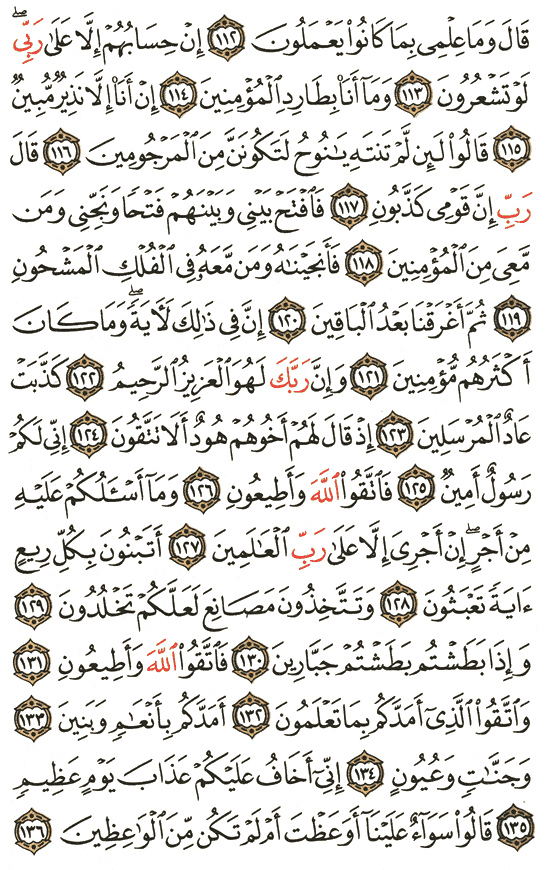 قَالَ وَمَا عِلْمِى بِمَا كَانُوا۟ يَعْمَلُونَ ١١٢ إِنْ حِسَابُهُمْ إِلَّا عَلَىٰ رَبِّى ۖ
لَوْ تَشْعُرُونَ ١١٣ وَمَآ أَنَا۠ بِطَارِدِ ٱلْمُؤْمِنِينَ ١١٤ إِنْ أَنَا۠ إِلَّا نَذِيرٌ مُّبِينٌ
١١٥ قَالُوا۟ لَئِن لَّمْ تَنتَهِ يَـٰنُوحُ لَتَكُونَنَّ مِنَ ٱلْمَرْجُومِينَ ١١٦ قَالَ
رَبِّ إِنَّ قَوْمِى كَذَّبُونِ ١١٧ فَٱفْتَحْ بَيْنِى وَبَيْنَهُمْ فَتْحًا وَنَجِّنِى وَمَن
مَّعِىَ مِنَ ٱلْمُؤْمِنِينَ ١١٨ فَأَنجَيْنَـٰهُ وَمَن مَّعَهُۥ فِى ٱلْفُلْكِ ٱلْمَشْحُونِ
١١٩ ثُمَّ أَغْرَقْنَا بَعْدُ ٱلْبَاقِينَ ١٢٠ إِنَّ فِى ذَٰلِكَ لَـَٔايَةً ۖ وَمَا كَانَ
أَكْثَرُهُم مُّؤْمِنِينَ ١٢١ وَإِنَّ رَبَّكَ لَهُوَ ٱلْعَزِيزُ ٱلرَّحِيمُ ١٢٢ كَذَّبَتْ
عَادٌ ٱلْمُرْسَلِينَ ١٢٣ إِذْ قَالَ لَهُمْ أَخُوهُمْ هُودٌ أَلَا تَتَّقُونَ ١٢٤ إِنِّى لَكُمْ
رَسُولٌ أَمِينٌ ١٢٥ فَٱتَّقُوا۟ ٱللَّهَ وَأَطِيعُونِ ١٢٦ وَمَآ أَسْـَٔلُكُمْ عَلَيْهِ
مِنْ أَجْرٍ ۖ إِنْ أَجْرِىَ إِلَّا عَلَىٰ رَبِّ ٱلْعَـٰلَمِينَ ١٢٧ أَتَبْنُونَ بِكُلِّ رِيعٍ
ءَايَةً تَعْبَثُونَ ١٢٨ وَتَتَّخِذُونَ مَصَانِعَ لَعَلَّكُمْ تَخْلُدُونَ ١٢٩
وَإِذَا بَطَشْتُم بَطَشْتُمْ جَبَّارِينَ ١٣٠ فَٱتَّقُوا۟ ٱللَّهَ وَأَطِيعُونِ ١٣١
وَٱتَّقُوا۟ ٱلَّذِىٓ أَمَدَّكُم بِمَا تَعْلَمُونَ ١٣٢ أَمَدَّكُم بِأَنْعَـٰمٍ وَبَنِينَ ١٣٣
وَجَنَّـٰتٍ وَعُيُونٍ ١٣٤ إِنِّىٓ أَخَافُ عَلَيْكُمْ عَذَابَ يَوْمٍ عَظِيمٍ
١٣٥ قَالُوا۟ سَوَآءٌ عَلَيْنَآ أَوَعَظْتَ أَمْ لَمْ تَكُن مِّنَ ٱلْوَٰعِظِينَ ١٣٦